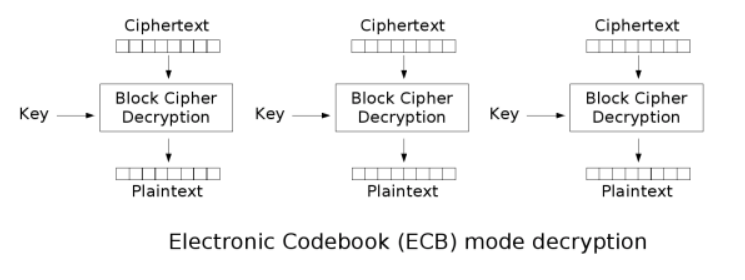 Ciphertext Ciphertext Ciphertext
Key Block Cipher Decryption Key Block Cipher Decryption Key Block Cipher Decryption
Plaintext Plaintext Plaintext
Electronic Codebook (ECB) mode decryption